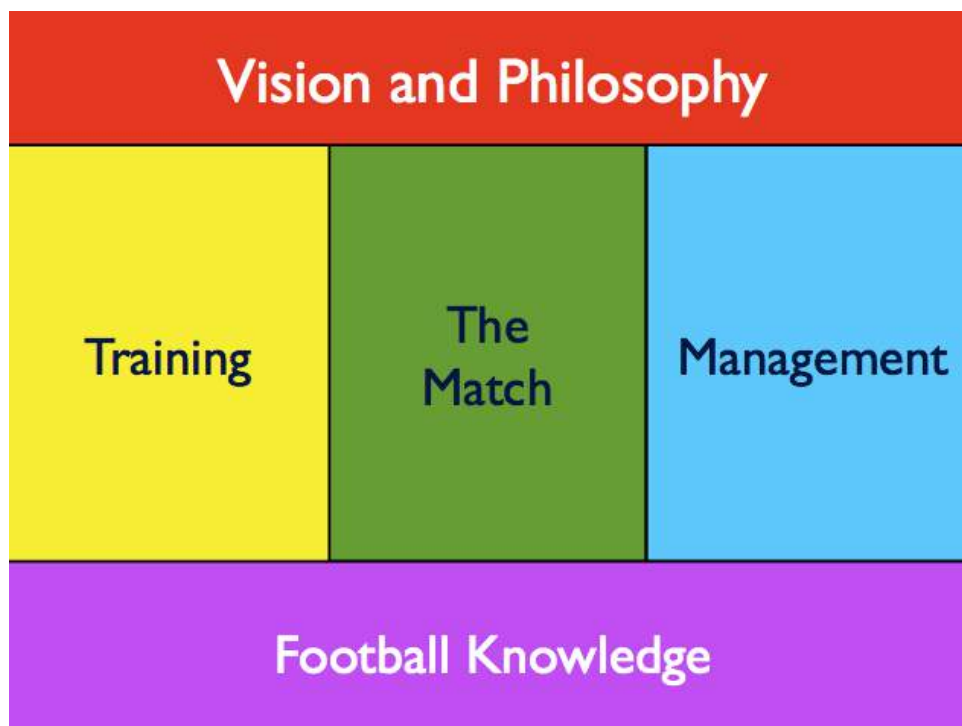 Vision and Philosophy
Training
The
Match
Management
Football Knowledge